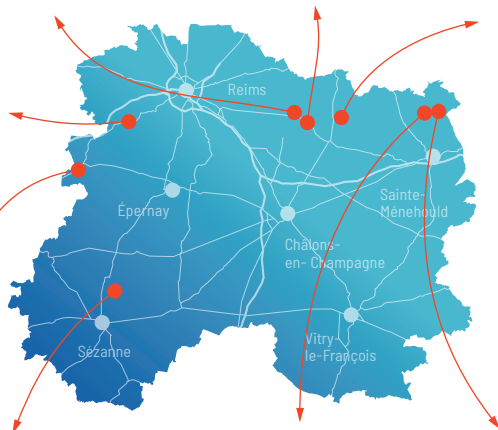 Reims
Sainte-
Ménehould
Épernay
Châlons-
en- Champagne
Vitry-
le-François
Sézanne